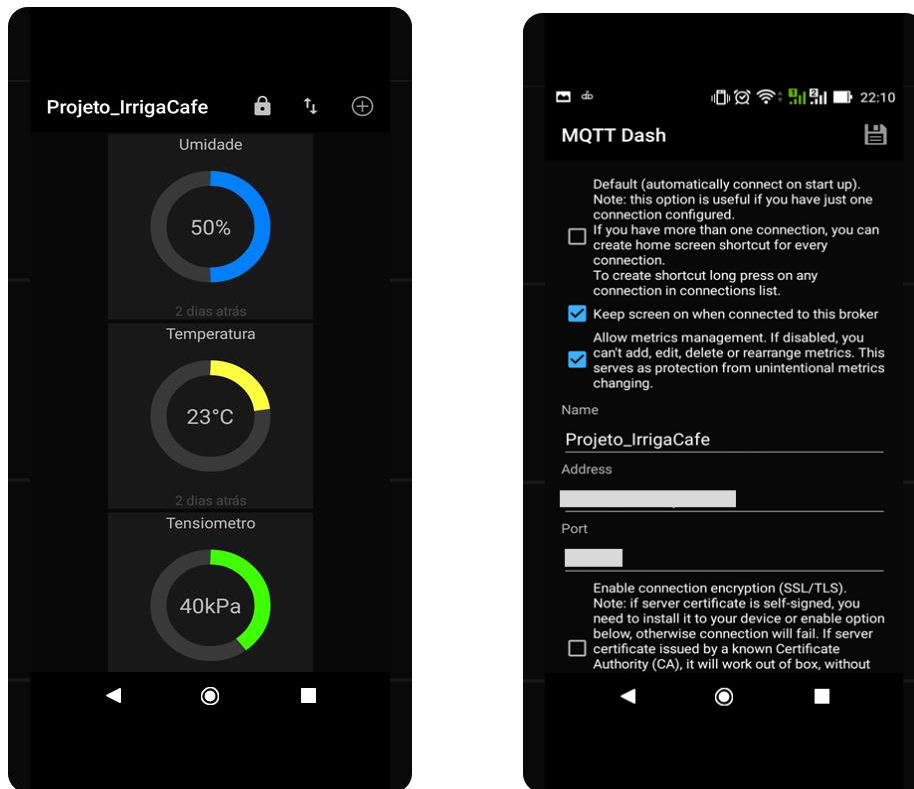 Projeto_IrrigaCafe
Umidade
50%
2 dias atrás
Temperatura
23°C
2 dias atrás
Tensiometro
40kPa
22:10
MQTT Dash
Default (automatically connect on start up).
Note: this option is useful if you have just one
connection configured.
If you have more than one connection, you can
create home screen shortcut for every
connection.
To create shortcut long press on any
connection in connections list.
Keep screen on when connected to this broker
Allow metrics management. If disabled, you
can't add, edit, delete or rearrange metrics. This
serves as protection from unintentional metrics
changing.
Name
Projeto_IrrigaCafe
Address
Port
Enable connection encryption (SSL/TLS).
Note: if server certificate is self-signed, you
need to install it to your device or enable option
below, otherwise connection will fail. If server
certificate issued by a known Certificate
Authority (CA), it will work out of box, without